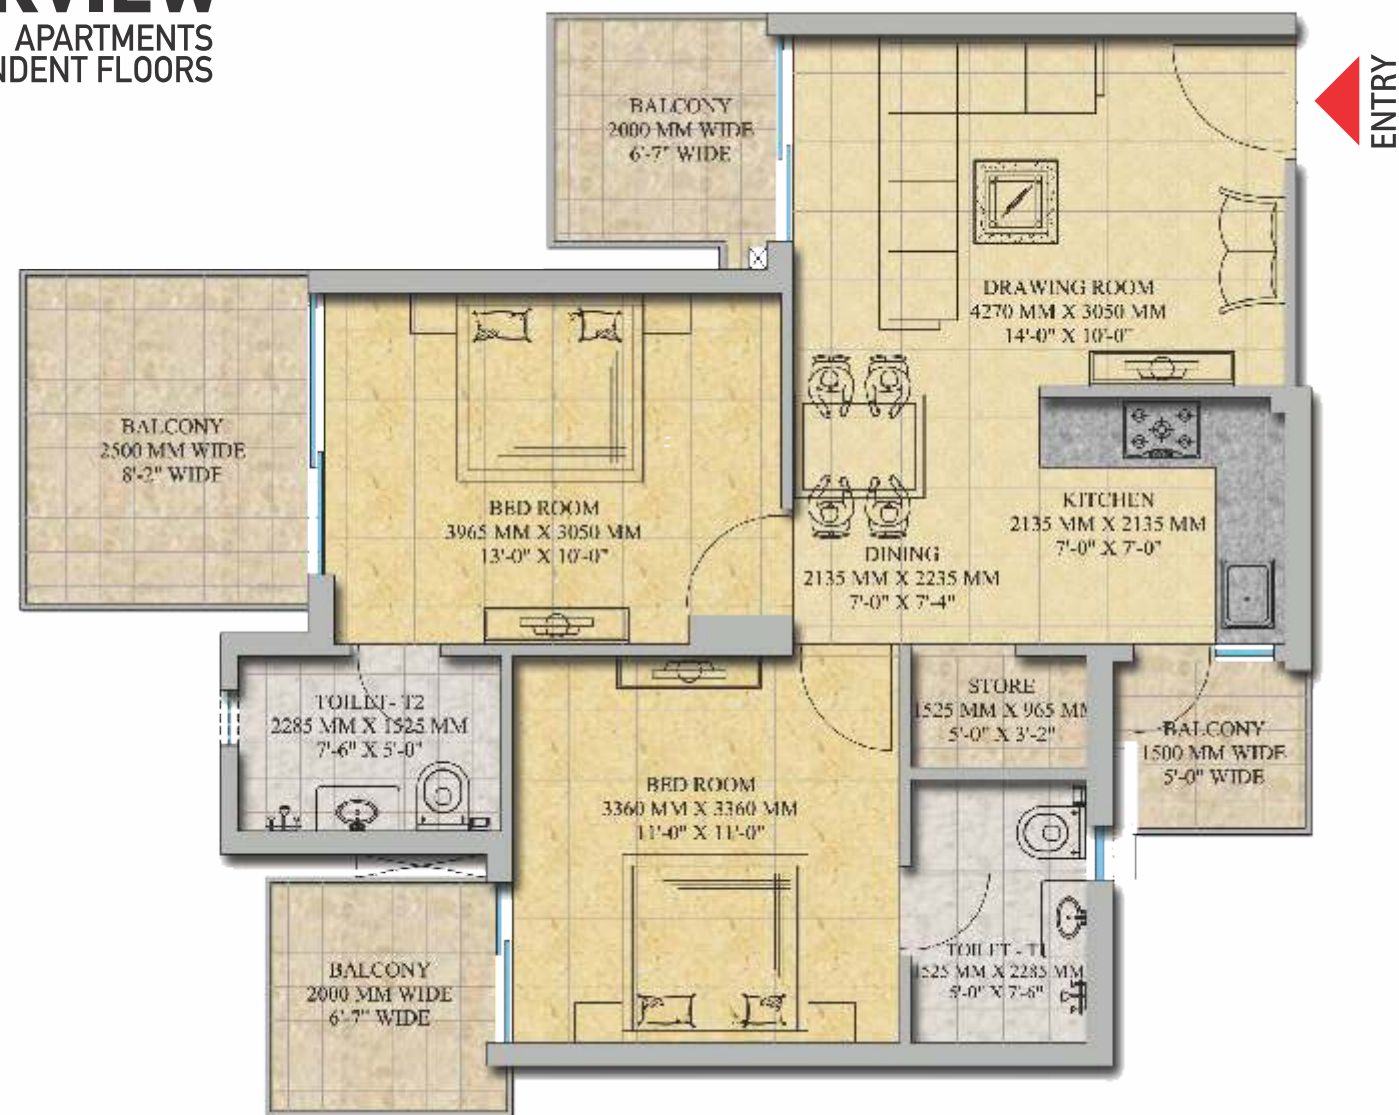 APARTMENTS
FLOORS
ENTRY
BALCONY
2000 MM WIDE
6'-7" WIDE
DRAWING ROOM
4270 MM X 3050 MM
14'-0" X 10'-0"
BALCONY
2500 MM WIDE
8'-2" WIDE
BED ROOM
3965 MM X 3050 MM
13'-0" X 10'-0"
KITCHEN
2135 MM X 2135 MM
7'-0" X 7'-0"
DINING
2135 MM X 2235 MM
7'-0" X 7'-4"
TOILET- T2
2285 MM X 1525 MM
7'-6" X 5'-0"
STORE
1525 MM X 965 MM
5'-0" X 3'-2"
BALCONY
1500 MM WIDE
5'-0" WIDE
BED ROOM
3360 MM X 3360 MM
11'-0" X 11'-0"
TOILET - T1
1525 MM X 2285 MM
5'-0" X 7'-6"
BALCONY
2000 MM WIDE
6'-7" WIDE